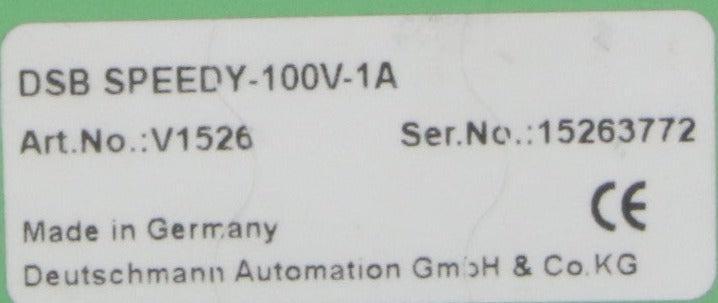 DSB SPEEDY-100V-1A
Art.No.:V1526 Ser.No.:15263772
CE
Made in Germany
Deutschmann Automation GmbH & Co.KG